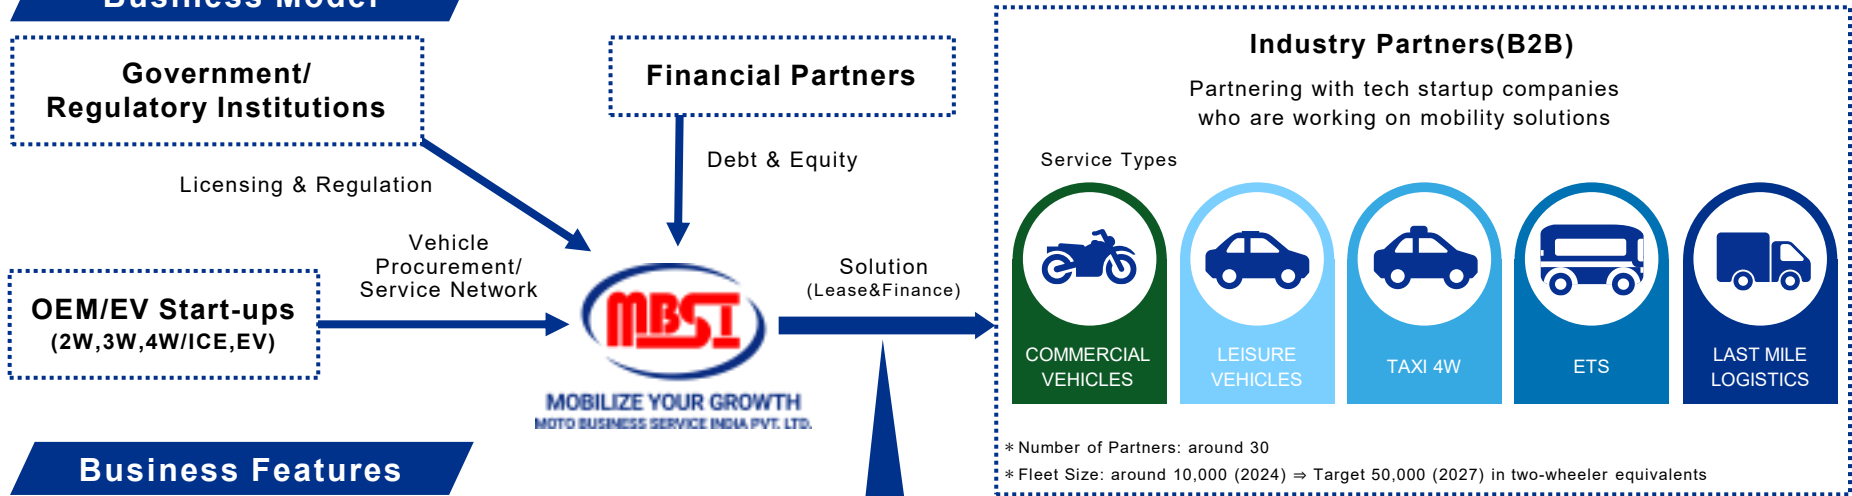 Business Model
Government/
Regulatory Institutions
Financial Partners
Licensing & Regulation
Debt & Equity
OEM/EV Start-ups
(2W,3W,4W/ICE,EV)
Vehicle
Procurement/
Service Network
MBSI
MOBILIZE YOUR GROWTH
MOTO BUSINESS SERVICE INDIA PVT. LTD.
Solution
(Lease&Finance)
Industry Partners(B2B)
Partnering with tech startup companies
who are working on mobility solutions
Service Types
COMMERCIAL
VEHICLES
LEISURE
VEHICLES
TAXI 4W
ETS
LAST MILE
LOGISTICS
* Number of Partners: around 30
* Fleet Size: around 10,000 (2024) ⇒ Target 50,000 (2027) in two-wheeler equivalents
Business Features